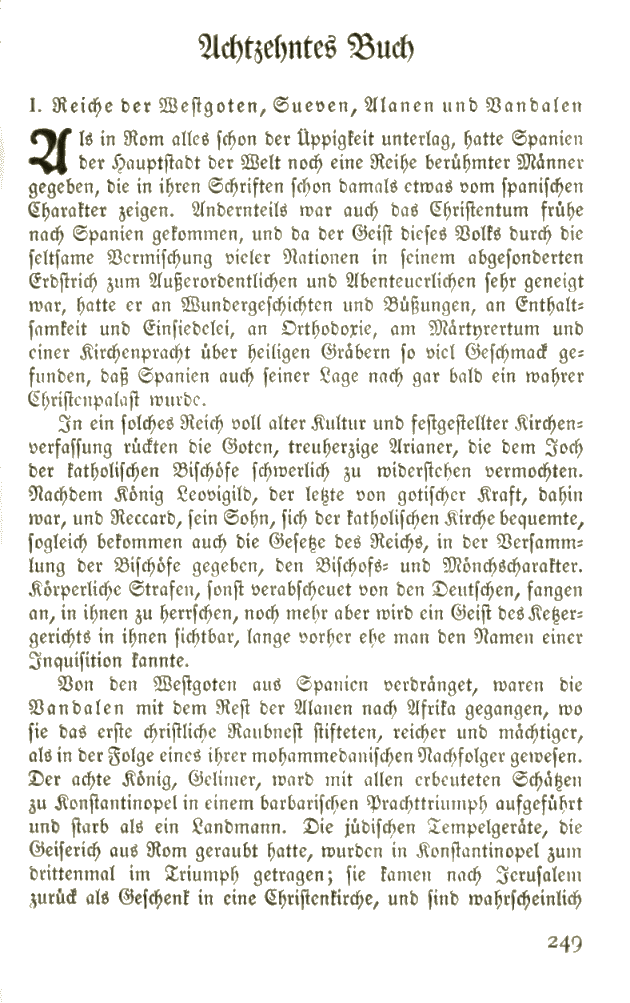 Achtzehntes Buch
1. Reiche der Westgoten, Sueven, Alanen und Vandalen
Als in Rom alles schon der Üppigkeit unterlag, hatte Spanien
der Hauptstadt der Welt noch eine Reihe berühmter Männer
gegeben, die in ihren Schriften schon damals etwas vom spanischen
Charakter zeigen. Andernteils war auch das Christentum frühe
nach Spanien gekommen, und da der Geist dieses Volks durch die
seltsame Vermischung vieler Nationen in seinem abgesonderten
Erdstrich zum Außerordentlichen und Abenteuerlichen sehr geneigt
war, hatte er an Wundergeschichten und Büßungen, an Enthalt-
samkeit und Einsiedelei, an Orthodoxie, am Märtyrertum und
einer Kirchenpracht über heiligen Gräbern so viel Geschmack ge-
funden, daß Spanien auch seiner Lage nach gar bald ein wahrer
Christenpalast wurde.
In ein solches Reich voll alter Kultur und festgestellter Kirchen-
verfassung rückten die Goten, treuherzige Arianer, die dem Joch
der katholischen Bischöfe schwerlich zu widerstehen vermochten.
Nachdem König Leovigild, der letzte von gotischer Kraft, dahin
war, und Reccard, sein Sohn, sich der katholischen Kirche bequemte,
sogleich bekommen auch die Gesetze des Reichs, in der Versamm-
lung der Bischöfe gegeben, den Bischofs- und Mönchscharakter.
Körperliche Strafen, sonst verabscheuet von den Deutschen, fangen
an, in ihnen zu herrschen, noch mehr aber wird ein Geist des Ketzer-
gerichts in ihnen sichtbar, lange vorher ehe man den Namen einer
Inquisition kannte.
Von den Westgoten aus Spanien verdränget, waren die
Vandalen mit dem Rest der Alanen nach Afrika gegangen, wo
sie das erste christliche Raubnest stifteten, reicher und mächtiger,
als in der Folge eines ihrer mohammedanischen Nachfolger gewesen.
Der achte König, Gelimer, ward mit allen erbeuteten Schätzen
zu Konstantinopel in einem barbarischen Prachttriumph aufgeführt
und starb als ein Landmann. Die jüdischen Tempelgeräte, die
Geiserich aus Rom geraubt hatte, wurden in Konstantinopel zum
drittenmal im Triumph getragen; sie kamen nach Jerusalem
zurück als Geschenk in eine Christenkirche, und sind wahrscheinlich
249